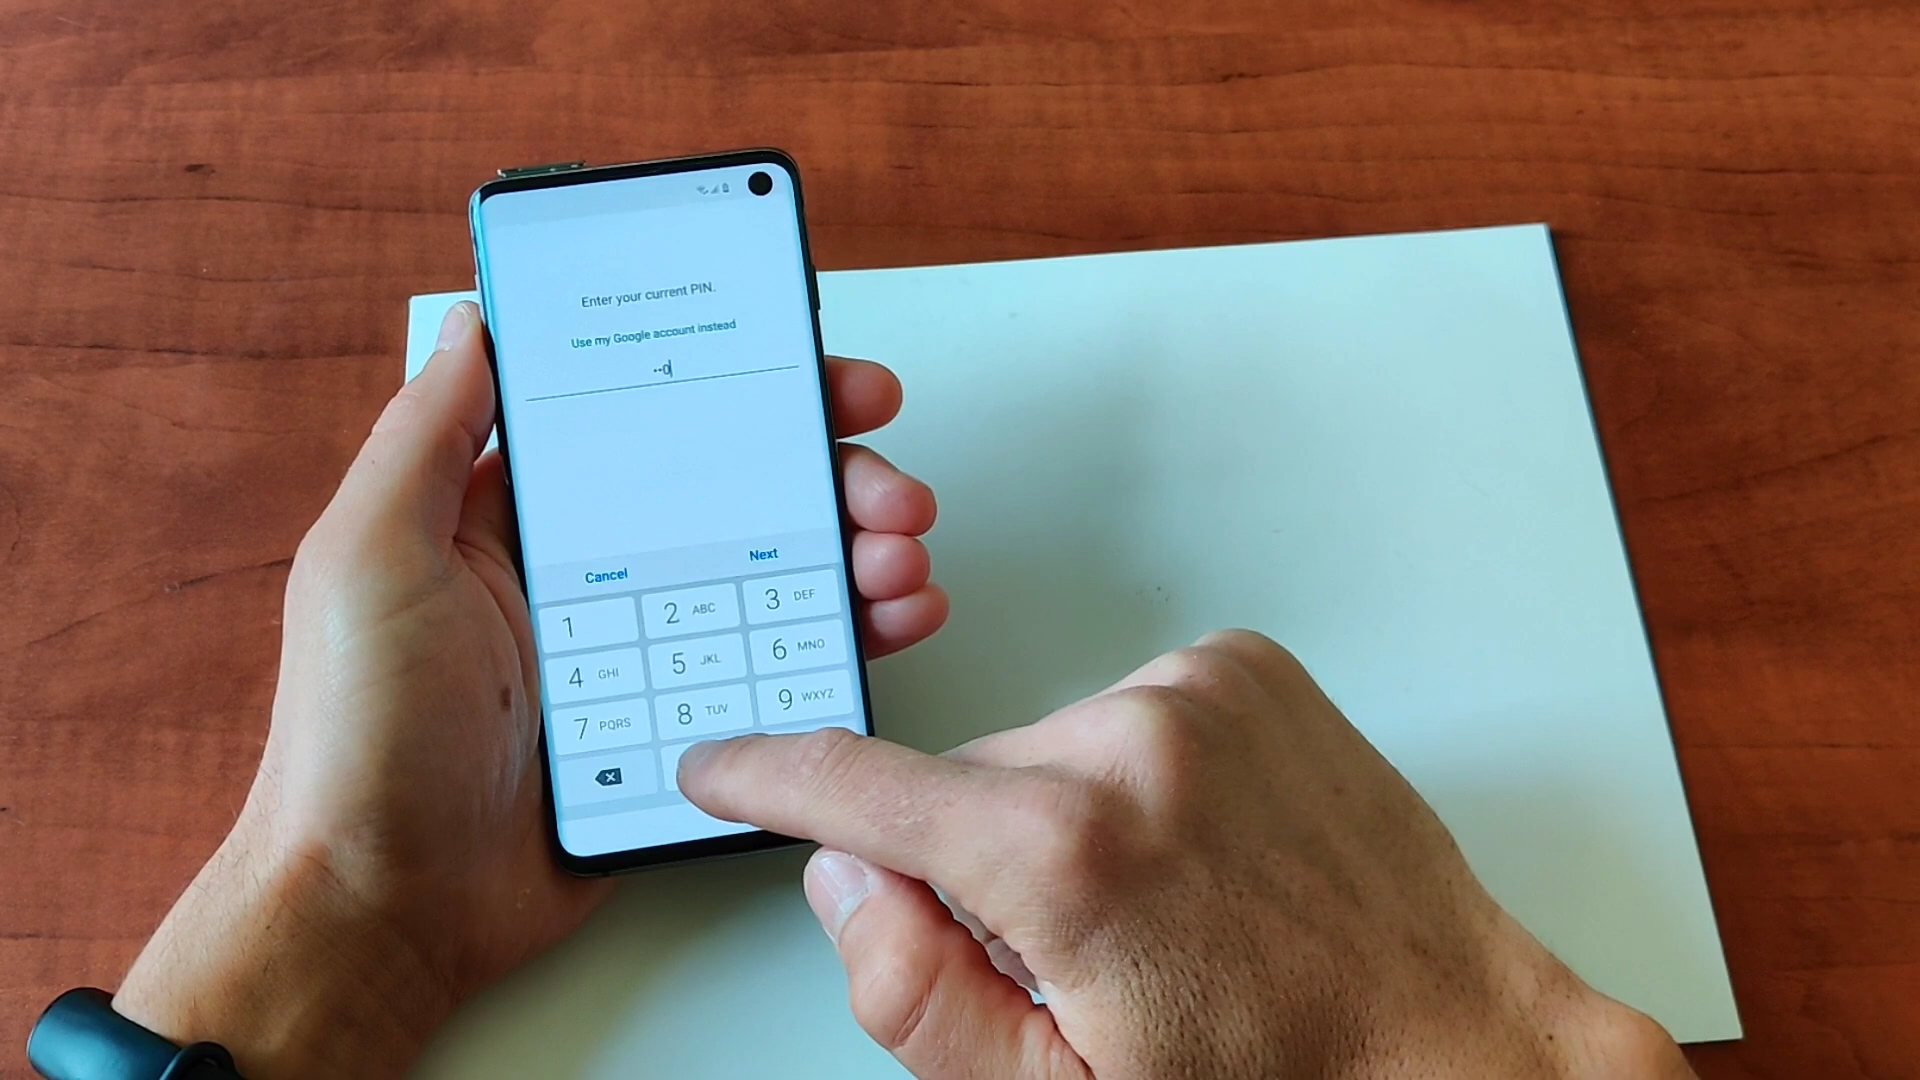 Enter your current PIN.
Use my Google account instead
••0
Cancel Next
1 2 ABC 3 DEF
4 GHI 5 JKL 6 MNO
7 PQRS 8 TUV 9 WXYZ